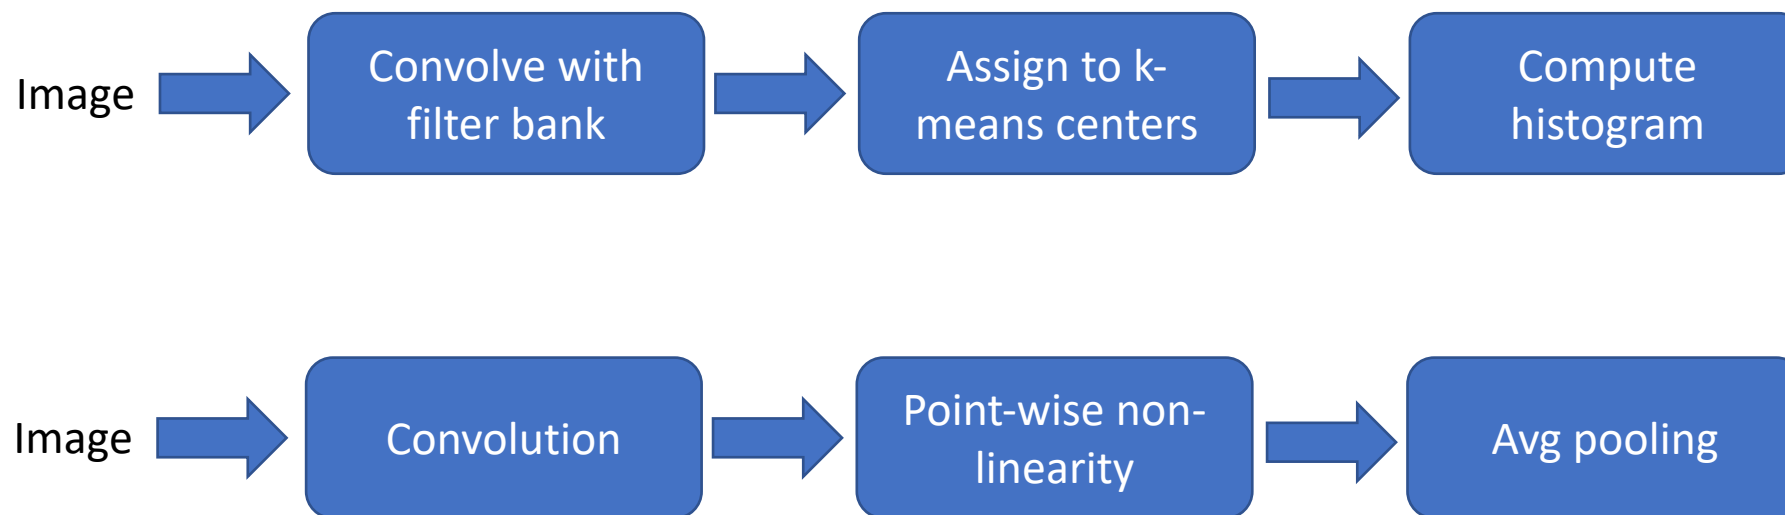 Image
Convolve with
filter bank
Assign to k-
means centers
Compute
histogram
Image
Convolution
Point-wise non-
linearity
Avg pooling